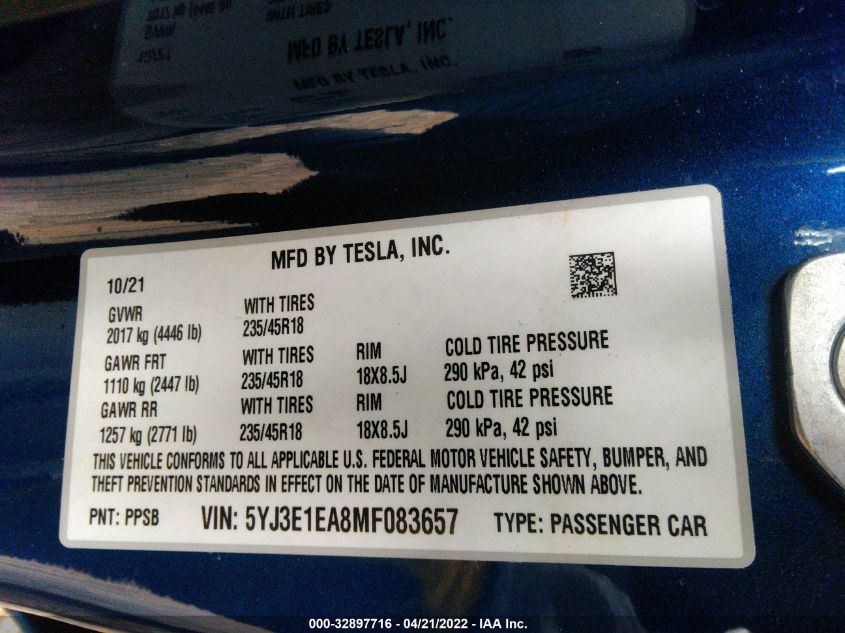 MFD BY TESLA, INC.
MFD BY TESLA, INC.
10/21
GVWR
2017 kg (4446 lb)
WITH TIRES
235/45R18
GAWR FRT
1110 kg (2447 lb)
WITH TIRES
235/45R18
RIM
18X8.5J
COLD TIRE PRESSURE
290 kPa, 42 psi
GAWR RR
1257 kg (2771 lb)
WITH TIRES
235/45R18
RIM
18X8.5J
COLD TIRE PRESSURE
290 kPa, 42 psi
THIS VEHICLE CONFORMS TO ALL APPLICABLE U.S. FEDERAL MOTOR VEHICLE SAFETY, BUMPER, AND
THEFT PREVENTION STANDARDS IN EFFECT ON THE DATE OF MANUFACTURE SHOWN ABOVE.
PNT: PPSB VIN: 5YJ3E1EA8MF083657 TYPE: PASSENGER CAR
000-32897716 - 04/21/2022 - IAA Inc.